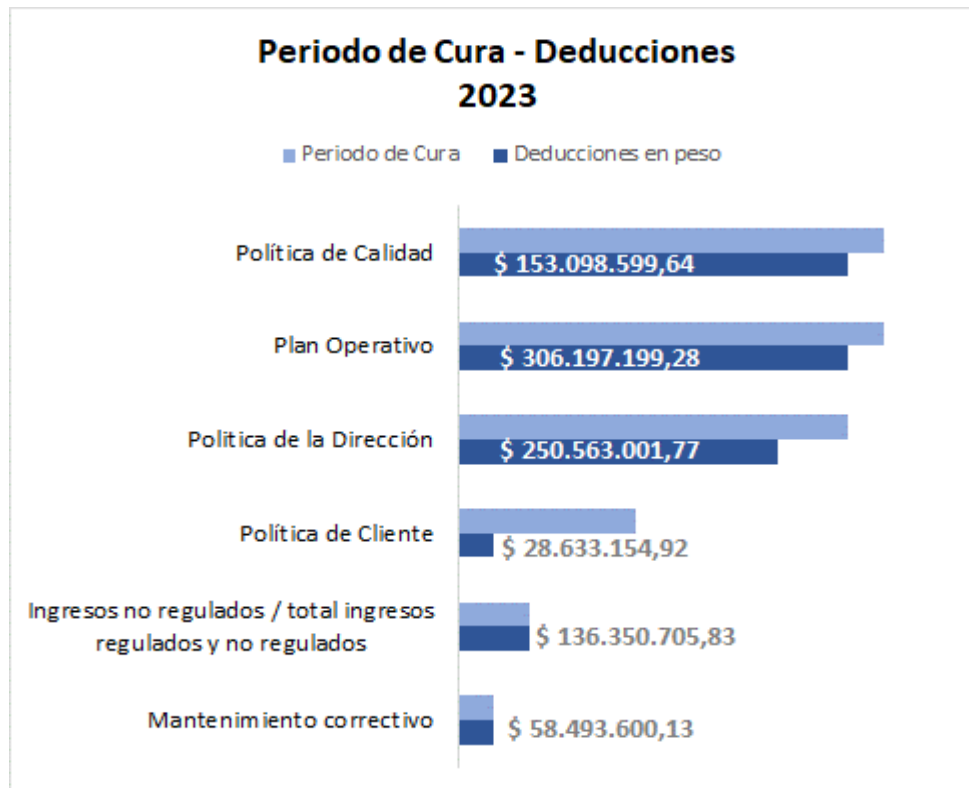 Periodo de Cura - Deducciones
2023
Periodo de Cura
Deducciones en peso
Política de Calidad
$ 153.098.599,64
Plan Operativo
$ 306.197.199,28
Politica de la Dirección
$ 250.563.001,77
Política de Cliente
$ 28.633.154,92
Ingresos no regulados / total ingresos
regulados y no regulados
$ 136.350.705,83
Mantenimiento correctivo
$ 58.493.600,13